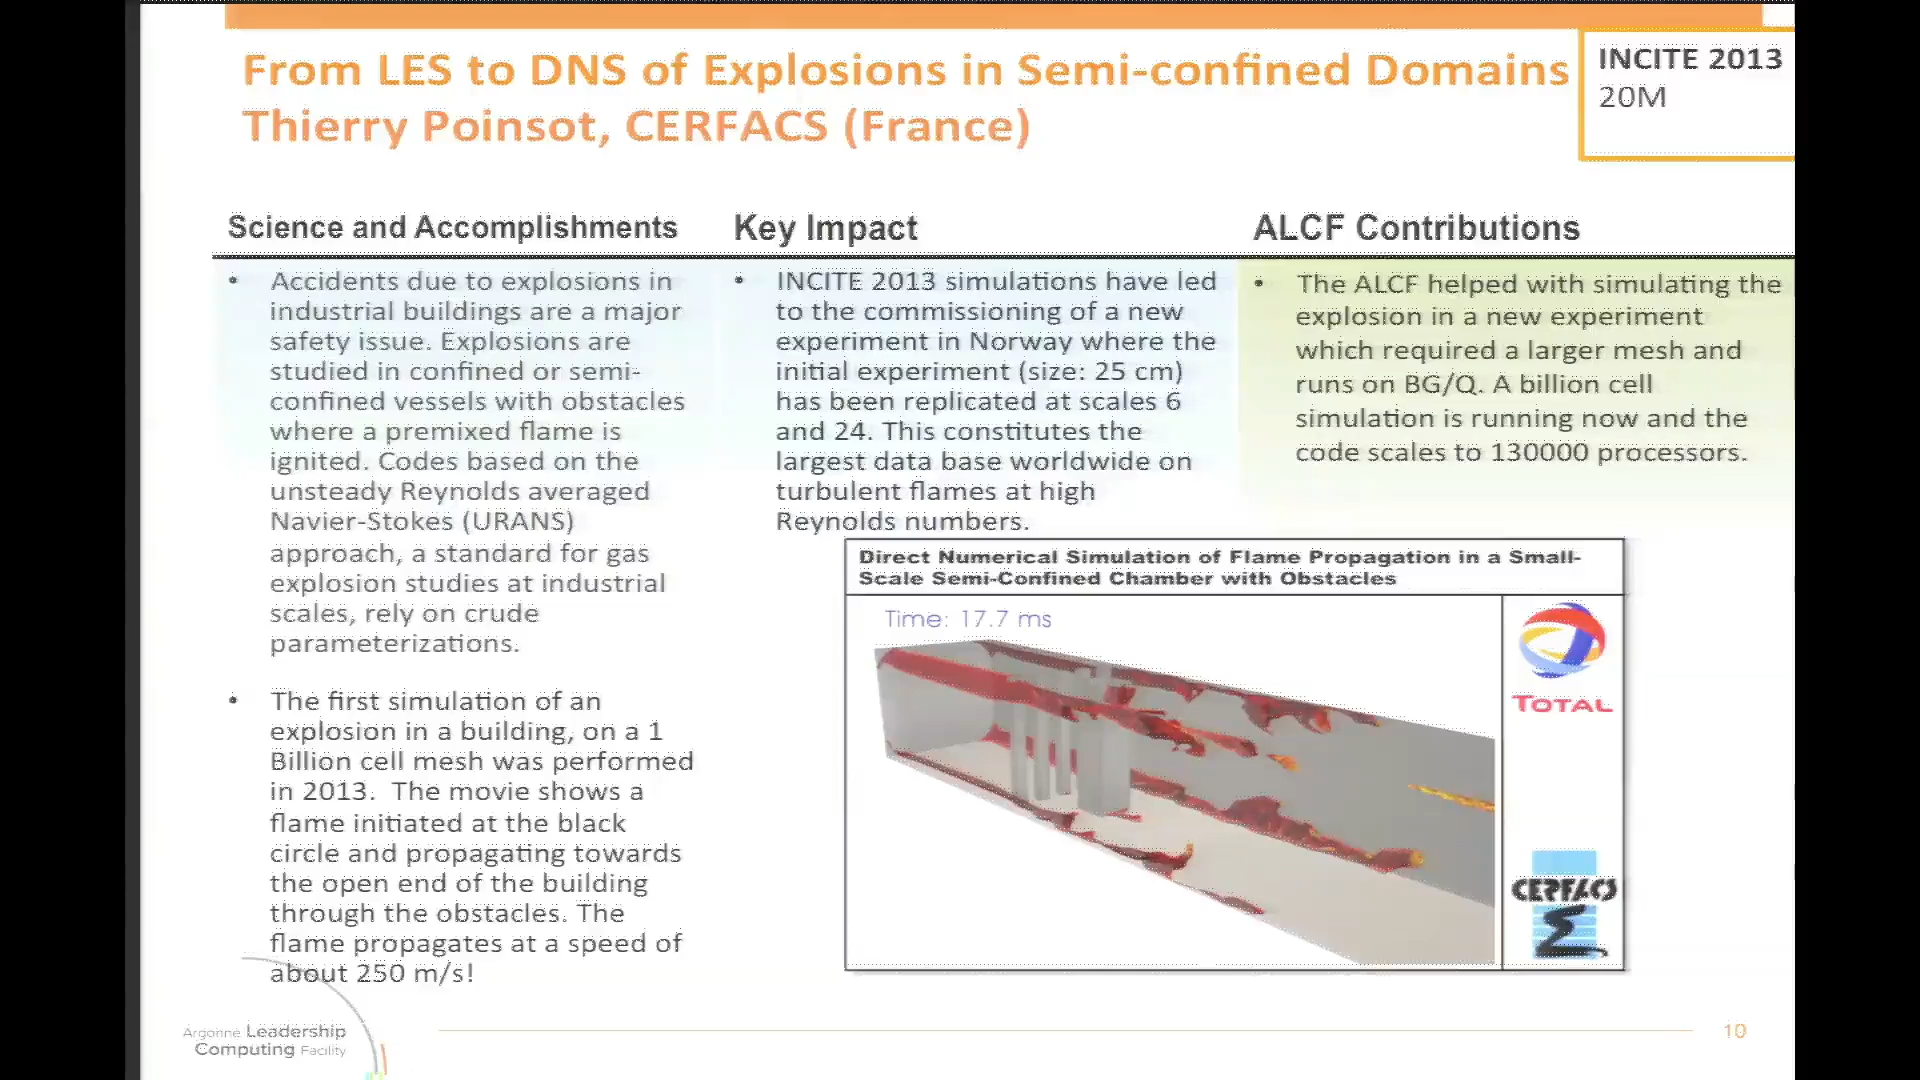 From LES to DNS of Explosions in Semi-confined Domains
Thierry Poinsot, CERFACS (France)
INCITE 2013
20M
Science and Accomplishments
• Accidents due to explosions in
industrial buildings are a major
safety issue. Explosions are
studied in confined or semi-
confined vessels with obstacles
where a premixed flame is
ignited. Codes based on the
unsteady Reynolds averaged
Navier-Stokes (URANS)
approach, a standard for gas
explosion studies at industrial
scales, rely on crude
parameterizations.
• The first simulation of an
explosion in a building, on a 1
Billion cell mesh was performed
in 2013. The movie shows a
flame initiated at the black
circle and propagating towards
the open end of the building
through the obstacles. The
flame propagates at a speed of
about 250 m/s!
Key Impact
• INCITE 2013 simulations have led
to the commissioning of a new
experiment in Norway where the
initial experiment (size: 25 cm)
has been replicated at scales 6
and 24. This constitutes the
largest data base worldwide on
turbulent flames at high
Reynolds numbers.
ALCF Contributions
• The ALCF helped with simulating the
explosion in a new experiment
which required a larger mesh and
runs on BG/Q. A billion cell
simulation is running now and the
code scales to 130000 processors.
Direct Numerical Simulation of Flame Propagation in a Small-
Scale Semi-Confined Chamber with Obstacles
Time: 17.7 ms
TOTAL
CERFACS
Argonne Leadership
Computing Facility
10